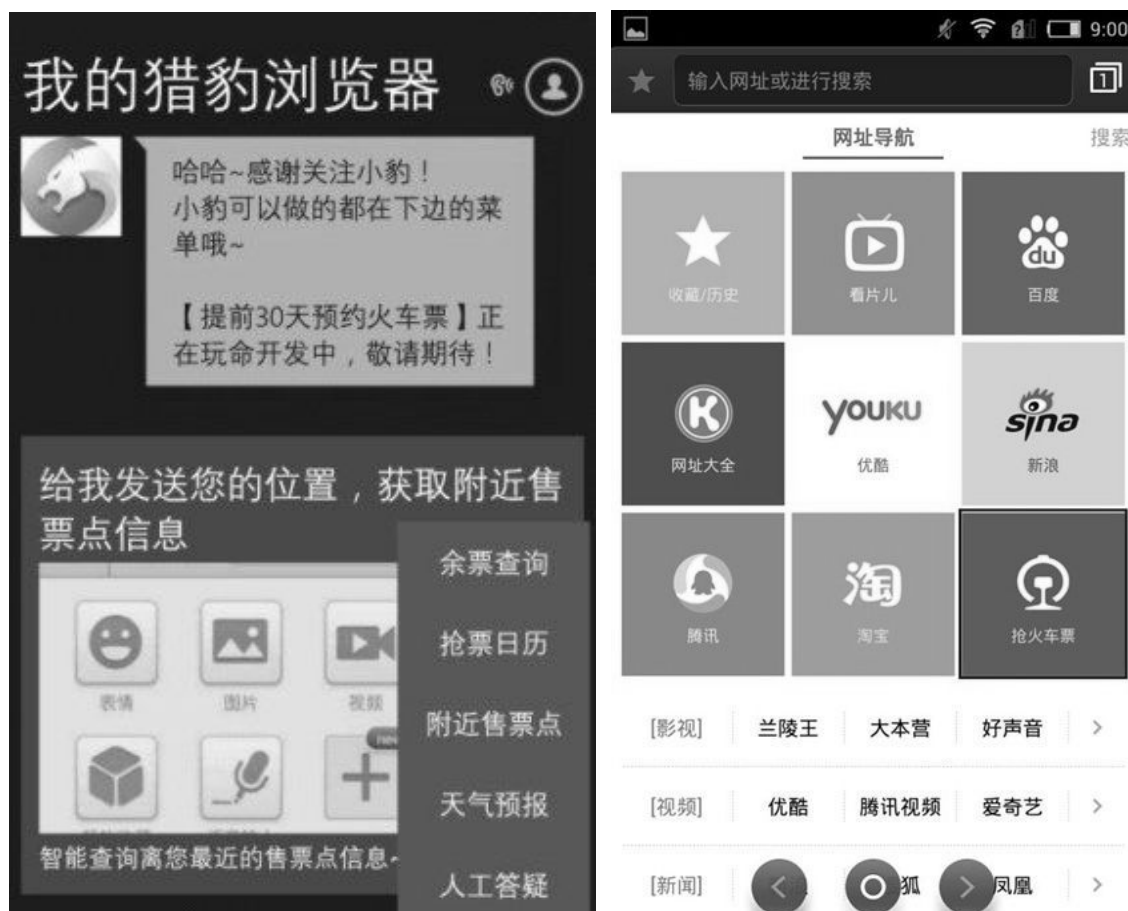 我的猎豹浏览器
哈哈~感谢关注小豹！
小豹可以做的都在下边的菜
单哦~
【提前30天预约火车票】正
在玩命开发中，敬请期待！
给我发送您的位置，获取附近售
票点信息
表情
图片
视频
余票查询
抢票日历
附近售票点
天气预报
人工答疑
智能查询离您最近的售票点信息~
9:00
输入网址或进行搜索
1
网址导航
搜索
收藏/历史
看片儿
du
百度
K
网址大全
YOUKU
优酷
sina
新浪
腾讯
淘
淘宝
抢火车票
[影视] 兰陵王 大本营 好声音 >
[视频] 优酷 腾讯视频 爱奇艺 >
[新闻] 狐 凤凰 >